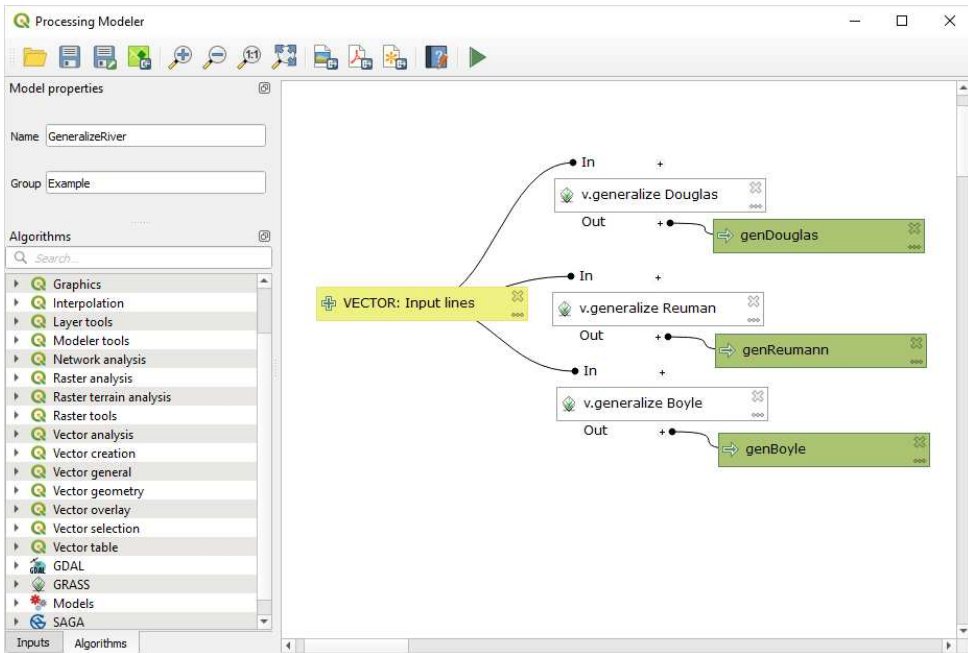 Processing Modeler
1:1
Model properties
Name GeneralizeRiver
Group Example
Algorithms
Search...
Graphics
Interpolation
Layer tools
Modeler tools
Network analysis
Raster analysis
Raster terrain analysis
Raster tools
Vector analysis
Vector creation
Vector general
Vector geometry
Vector overlay
Vector selection
Vector table
GDAL GDAL
GRASS
Models
SAGA
Inputs Algorithms
In +
v.generalize Douglas
Out +
genDouglas
VECTOR: Input lines
In +
v.generalize Reuman
Out +
genReumann
In +
v.generalize Boyle
Out +
genBoyle